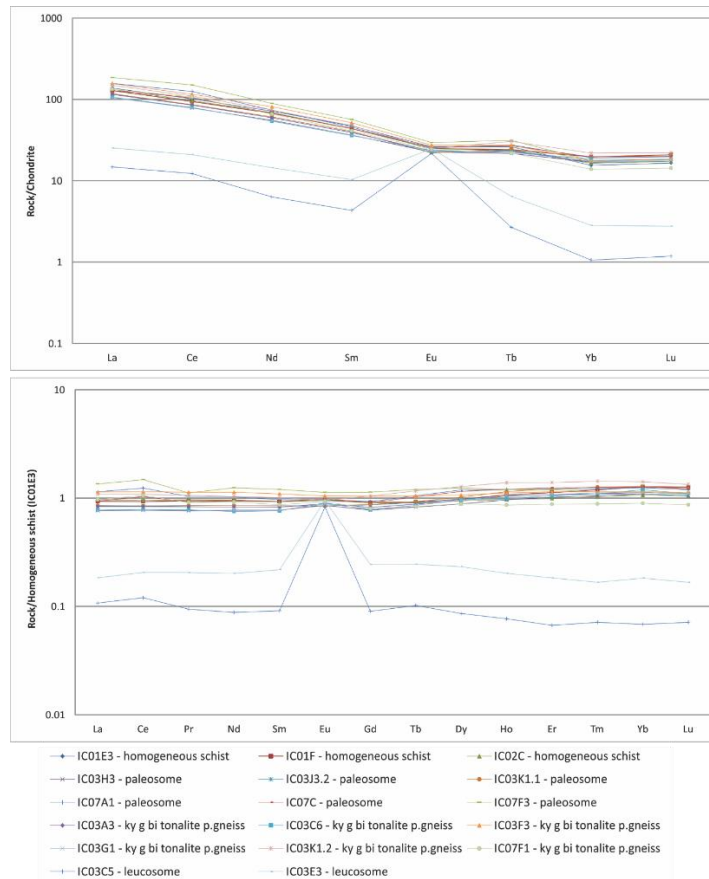 1000
100
10
1
0.1
Rock/Chondrite
La Ce Nd Sm Eu Tb Yb Lu
10
1
0.1
0.01
Rock/Homogeneous schist (IC01E3)
La Ce Pr Nd Sm Eu Gd Tb Dy Ho Er Tm Yb Lu
IC01E3 - homogeneous schist IC01F - homogeneous schist IC02C - homogeneous schist
IC03H3 - paleosome IC03J3.2 - paleosome IC03K1.1 - paleosome
IC07A1 - paleosome IC07C - paleosome IC07F3 - paleosome
IC03A3 - ky g bi tonalite p.gneiss IC03C6 - ky g bi tonalite p.gneiss IC03F3 - ky g bi tonalite p.gneiss
IC03G1 - ky g bi tonalite p.gneiss IC03K1.2 - ky g bi tonalite p.gneiss IC07F1 - ky g bi tonalite p.gneiss
IC03C5 - leucosome IC03E3 - leucosome